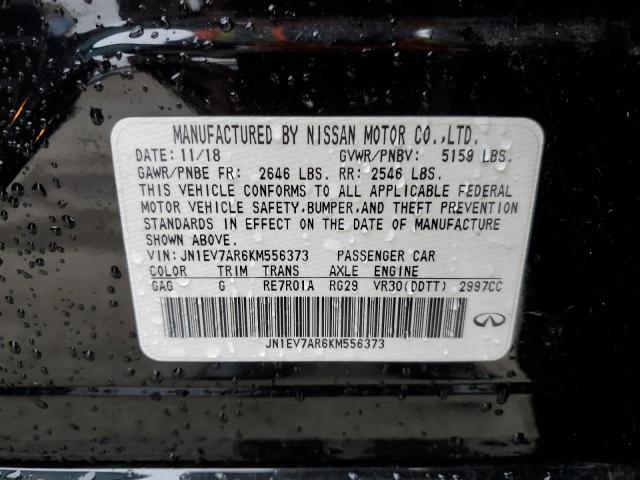 MANUFACTURED BY NISSAN MOTOR CO.,LTD.
DATE: 11/18 GVWR/PNBV: 5159 LBS.
GAWR/PNBE FR: 2646 LBS. RR: 2546 LBS.
THIS VEHICLE CONFORMS TO ALL APPLICABLE FEDERAL
MOTOR VEHICLE SAFETY,BUMPER,AND THEFT PREVENTION
STANDARDS IN EFFECT ON THE DATE OF MANUFACTURE
SHOWN ABOVE.
VIN: JN1EV7AR6KM556373 PASSENGER CAR
COLOR TRIM TRANS AXLE ENGINE
GAG G RE7R01A RG29 VR30(DDTT) 2997CC
JN1EV7AR6KM556373